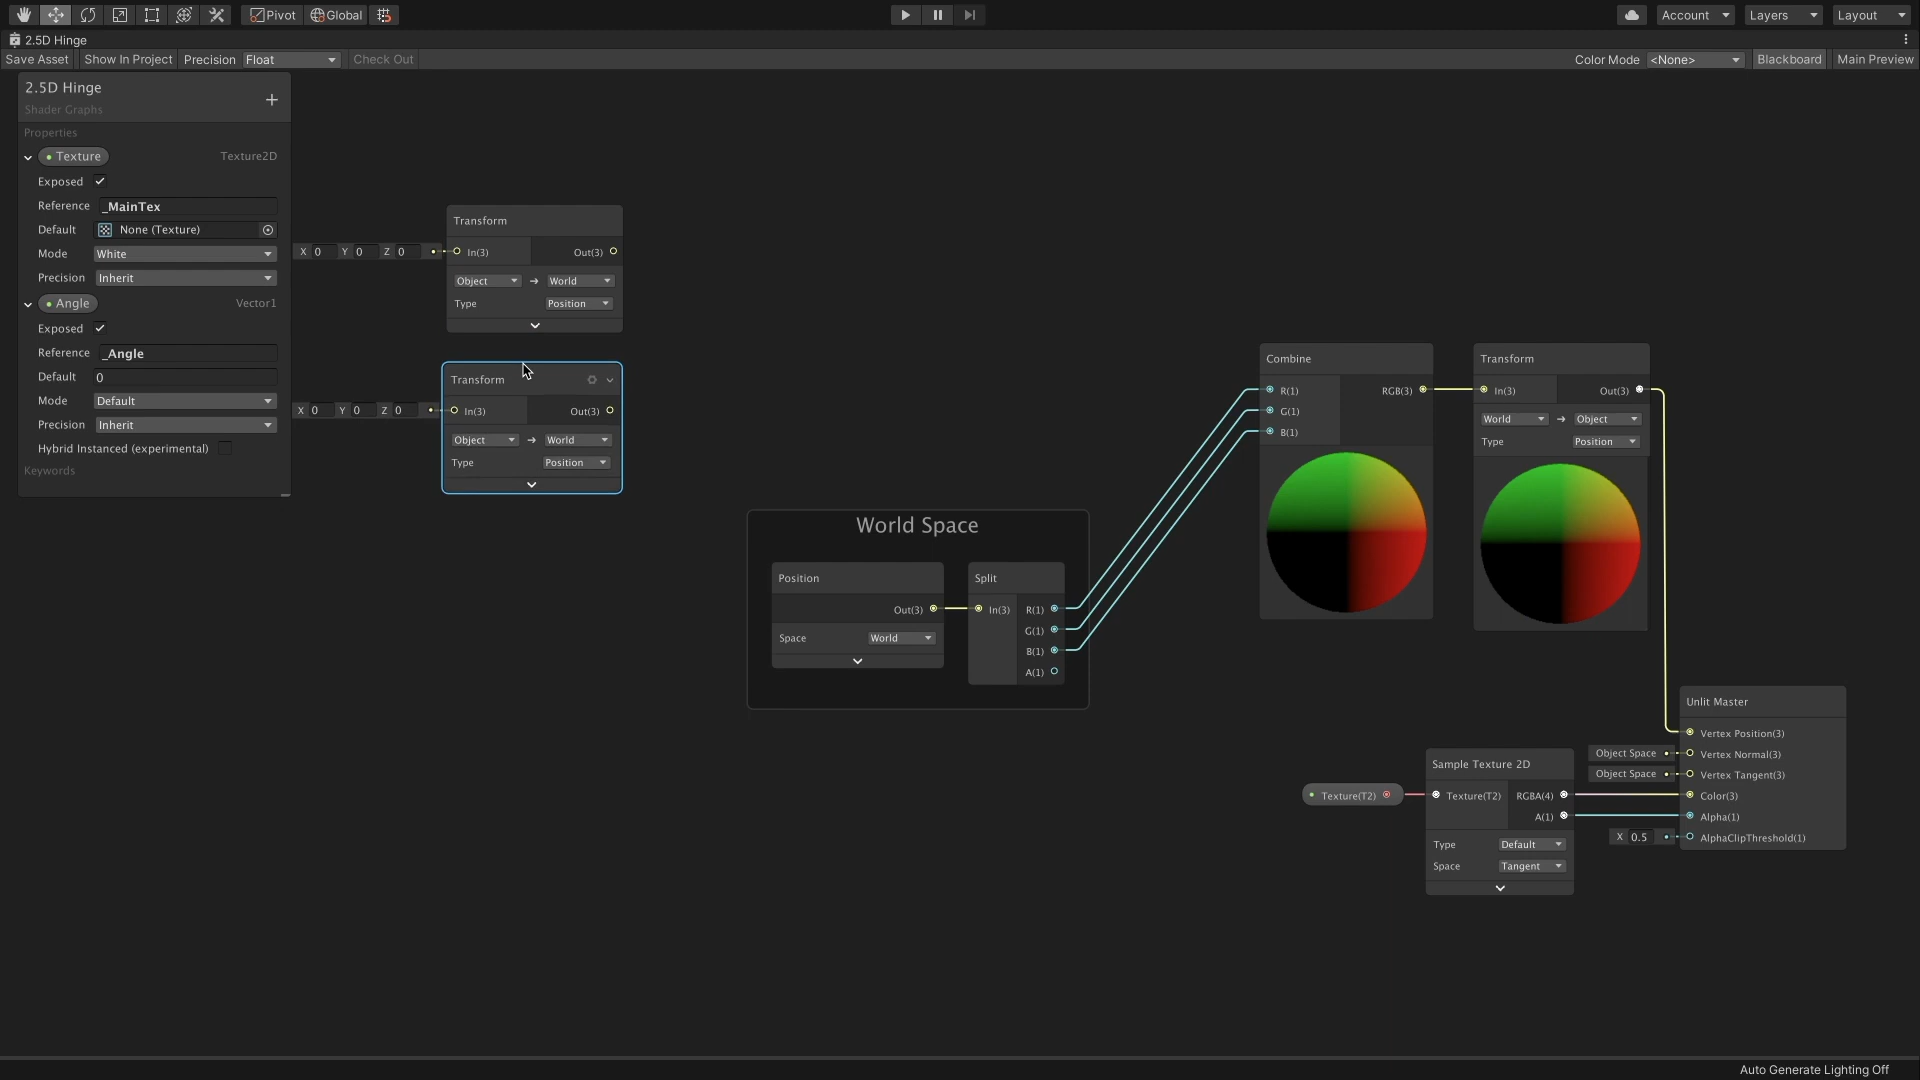 Pivot Global Account Layers Layout
2.5D Hinge
Save Asset Show In Project Precision Float Check Out Color Mode <None> Blackboard Main Preview
2.5D Hinge
Shader Graphs
Properties
Texture Texture2D
Exposed
Reference _MainTex
Default None (Texture)
Mode White
Precision Inherit
Angle Vector1
Exposed
Reference _Angle
Default 0
Mode Default
Precision Inherit
Hybrid Instanced (experimental)
Keywords
Transform
X 0 Y 0 Z 0 In(3) Out(3)
Object World
Type Position
Transform
X 0 Y 0 Z 0 In(3) Out(3)
Object World
Type Position
World Space
Position
Out(3)
Space World
Split
In(3) R(1)
G(1)
B(1)
A(1)
Combine
R(1) RGB(3)
G(1)
B(1)
Transform
In(3) Out(3)
World Object
Type Position
Texture(T2)
Sample Texture 2D
Texture(T2) RGBA(4)
A(1)
Type Default
Space Tangent
Unlit Master
Vertex Position(3)
Object Space Vertex Normal(3)
Object Space Vertex Tangent(3)
Color(3)
Alpha(1)
X 0.5 AlphaClipThreshold(1)
Auto Generate Lighting Off